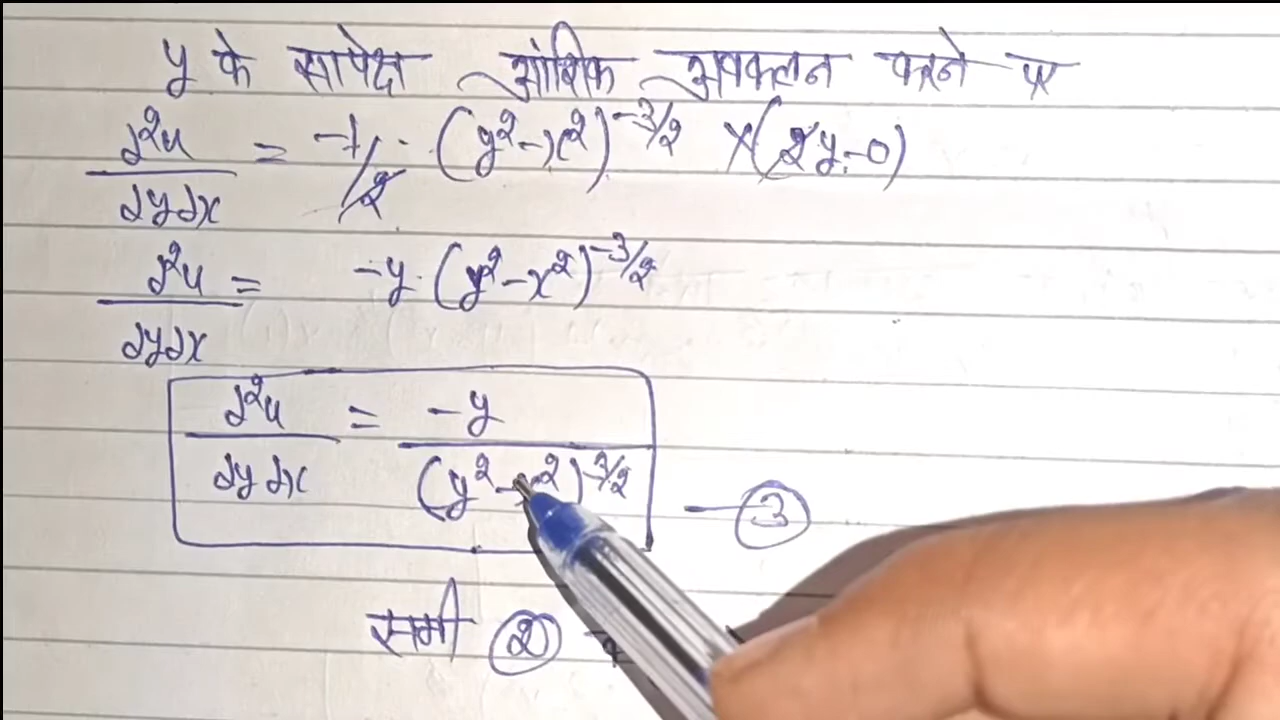 y के सापेक्ष आंशिक अवकलन करने पर
∂²u/∂y∂x = -1/2 · (y²-x²)^-3/2 × (2y-0)
∂²u/∂y∂x = -y · (y²-x²)^-3/2
∂²u/∂y∂x = -y/(y²-x²)^-3/2 —③
समी ②